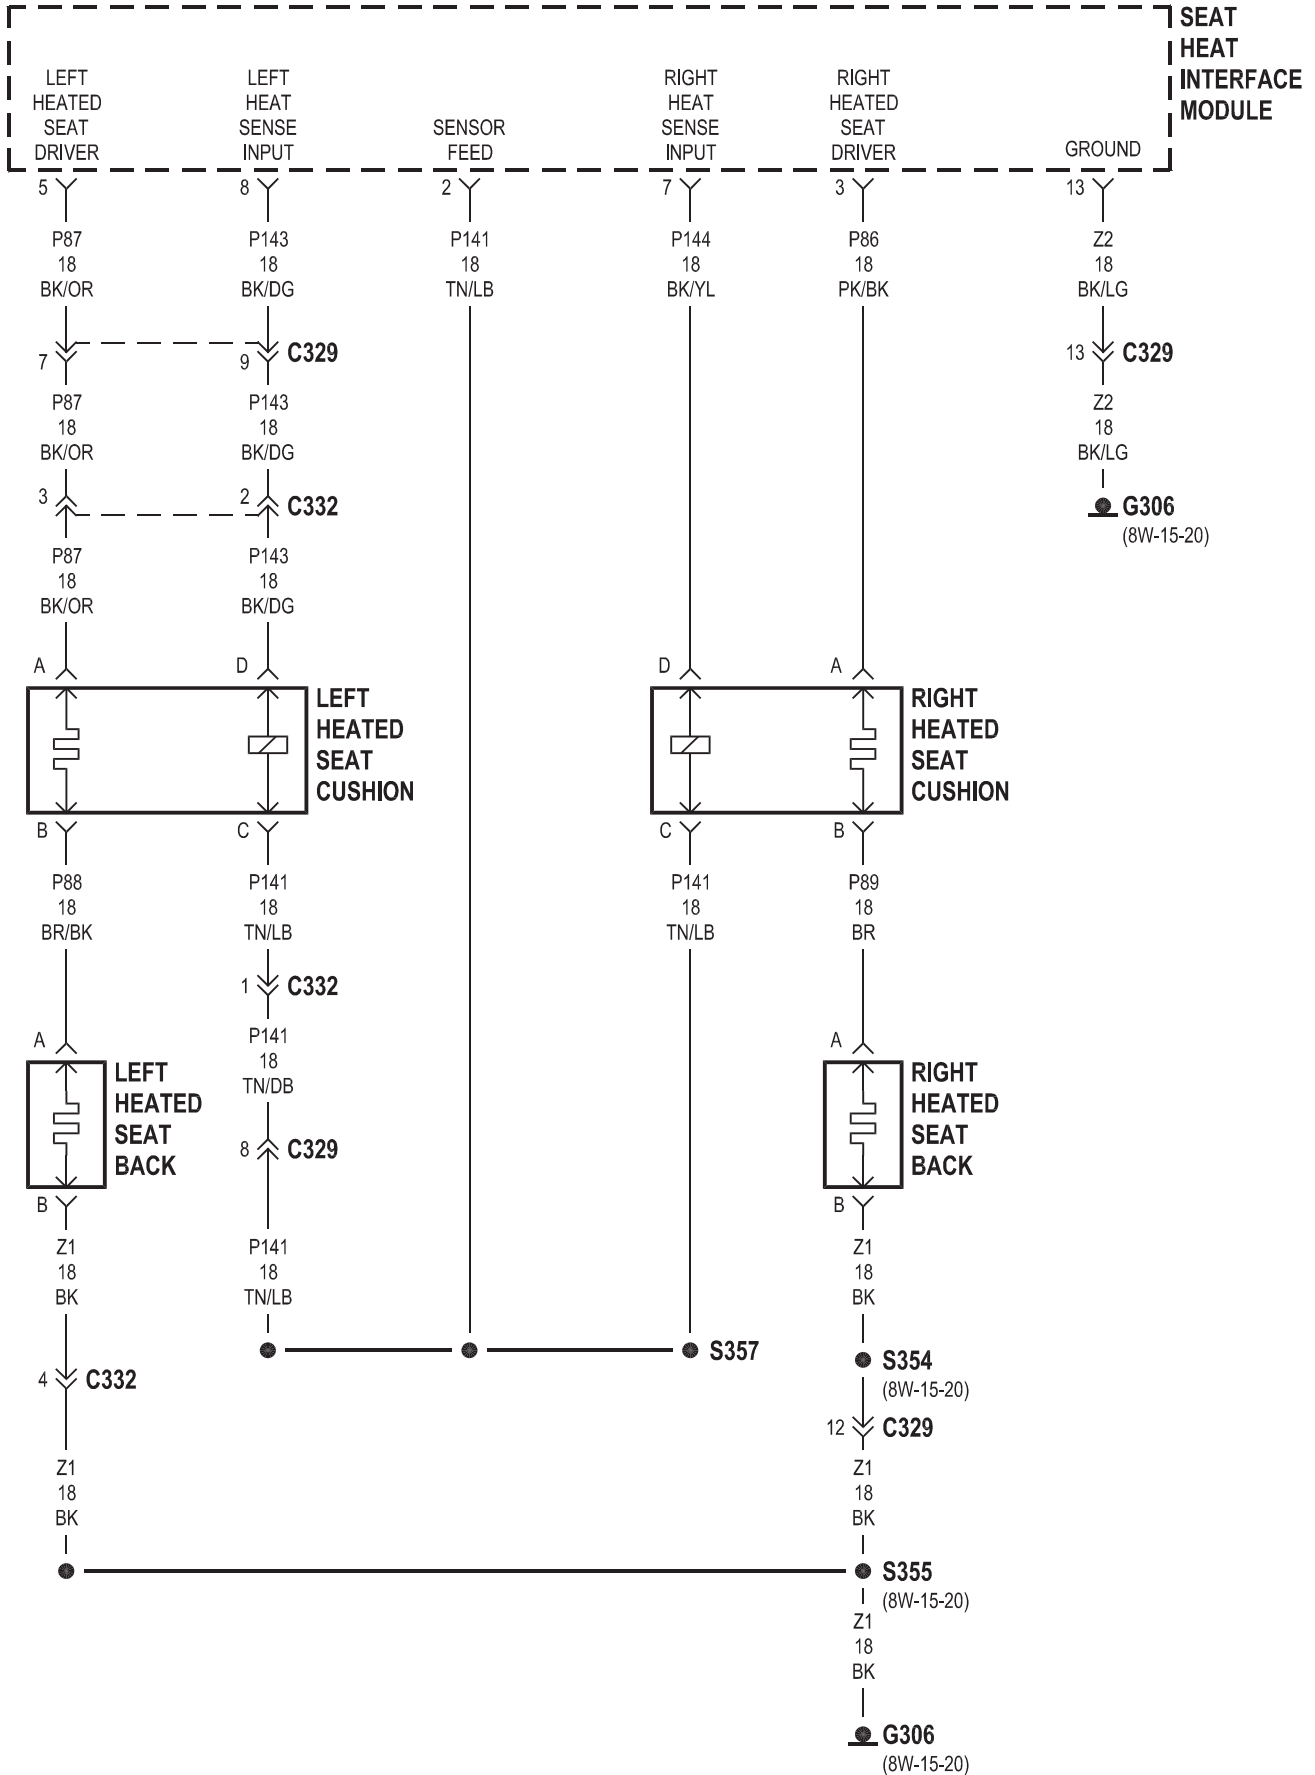 SEAT
HEAT
INTERFACE
MODULE
LEFT
HEATED
SEAT
DRIVER
LEFT
HEAT
SENSE
INPUT
SENSOR
FEED
RIGHT
HEAT
SENSE
INPUT
RIGHT
HEATED
SEAT
DRIVER
GROUND
5
8
2
7
3
13
P87
18
BK/OR
P143
18
BK/DG
P141
18
TN/LB
P144
18
BK/YL
P86
18
PK/BK
Z2
18
BK/LG
7
9
C329
13
C329
P87
18
BK/OR
P143
18
BK/DG
Z2
18
BK/LG
3
2
C332
G306
(8W-15-20)
P87
18
BK/OR
P143
18
BK/DG
A
D
D
A
LEFT
HEATED
SEAT
CUSHION
RIGHT
HEATED
SEAT
CUSHION
B
C
C
B
P88
18
BR/BK
P141
18
TN/LB
P141
18
TN/LB
P89
18
BR
1
C332
P141
18
TN/DB
A
A
LEFT
HEATED
SEAT
BACK
RIGHT
HEATED
SEAT
BACK
8
C329
B
B
Z1
18
BK
P141
18
TN/LB
Z1
18
BK
S357
S354
(8W-15-20)
4
C332
12
C329
Z1
18
BK
Z1
18
BK
S355
(8W-15-20)
Z1
18
BK
G306
(8W-15-20)